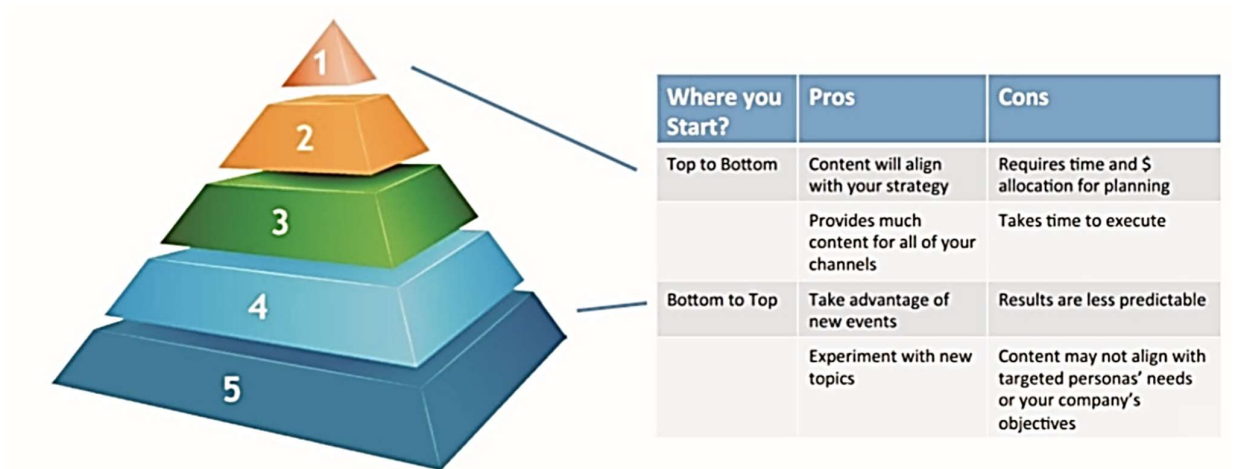 1
2
3
4
5
Where you Pros Cons
Start?
Top to Bottom Content will align Requires time and $
with your strategy allocation for planning
Provides much Takes time to execute
content for all of your
channels
Bottom to Top Take advantage of Results are less predictable
new events
Experiment with new Content may not align with
topics targeted personas’ needs
or your company’s
objectives